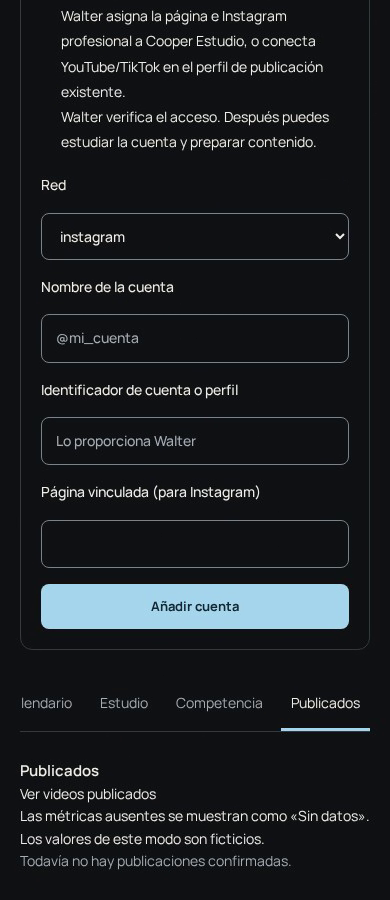 Walter asigna la página e Instagram
profesional a Cooper Estudio, o conecta
YouTube/TikTok en el perfil de publicación
existente.
Walter verifica el acceso. Después puedes
estudiar la cuenta y preparar contenido.
Red
instagram
Nombre de la cuenta
@mi_cuenta
Identificador de cuenta o perfil
Lo proporciona Walter
Página vinculada (para Instagram)
Añadir cuenta
lendario Estudio Competencia Publicados
Publicados
Ver videos publicados
Las métricas ausentes se muestran como «Sin datos».
Los valores de este modo son ficticios.
Todavía no hay publicaciones confirmadas.